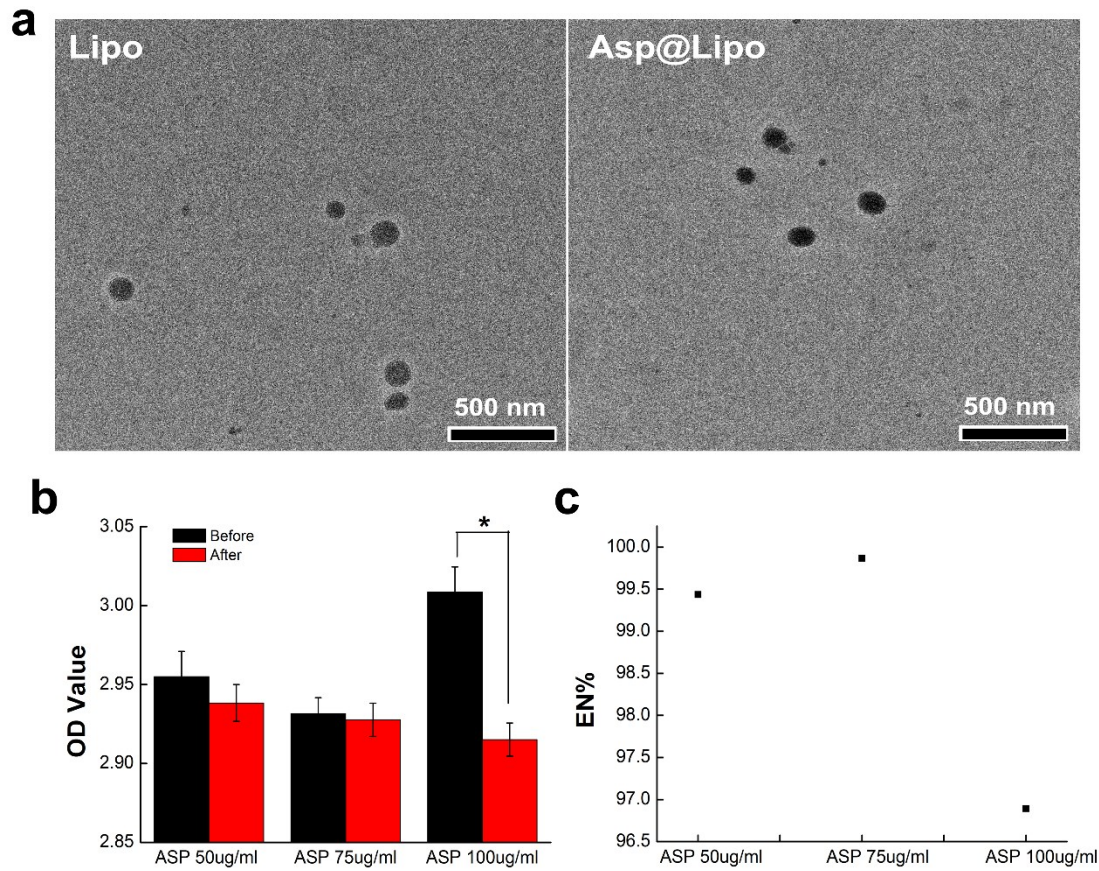 a
Lipo
Asp@Lipo
500 nm
500 nm
b
c
Before
After
*
3.05
3.00
2.95
2.90
2.85
OD Value
ASP 50ug/ml
ASP 75ug/ml
ASP 100ug/ml
100.0
99.5
99.0
98.5
98.0
97.5
97.0
96.5
EN%
ASP 50ug/ml
ASP 75ug/ml
ASP 100ug/ml